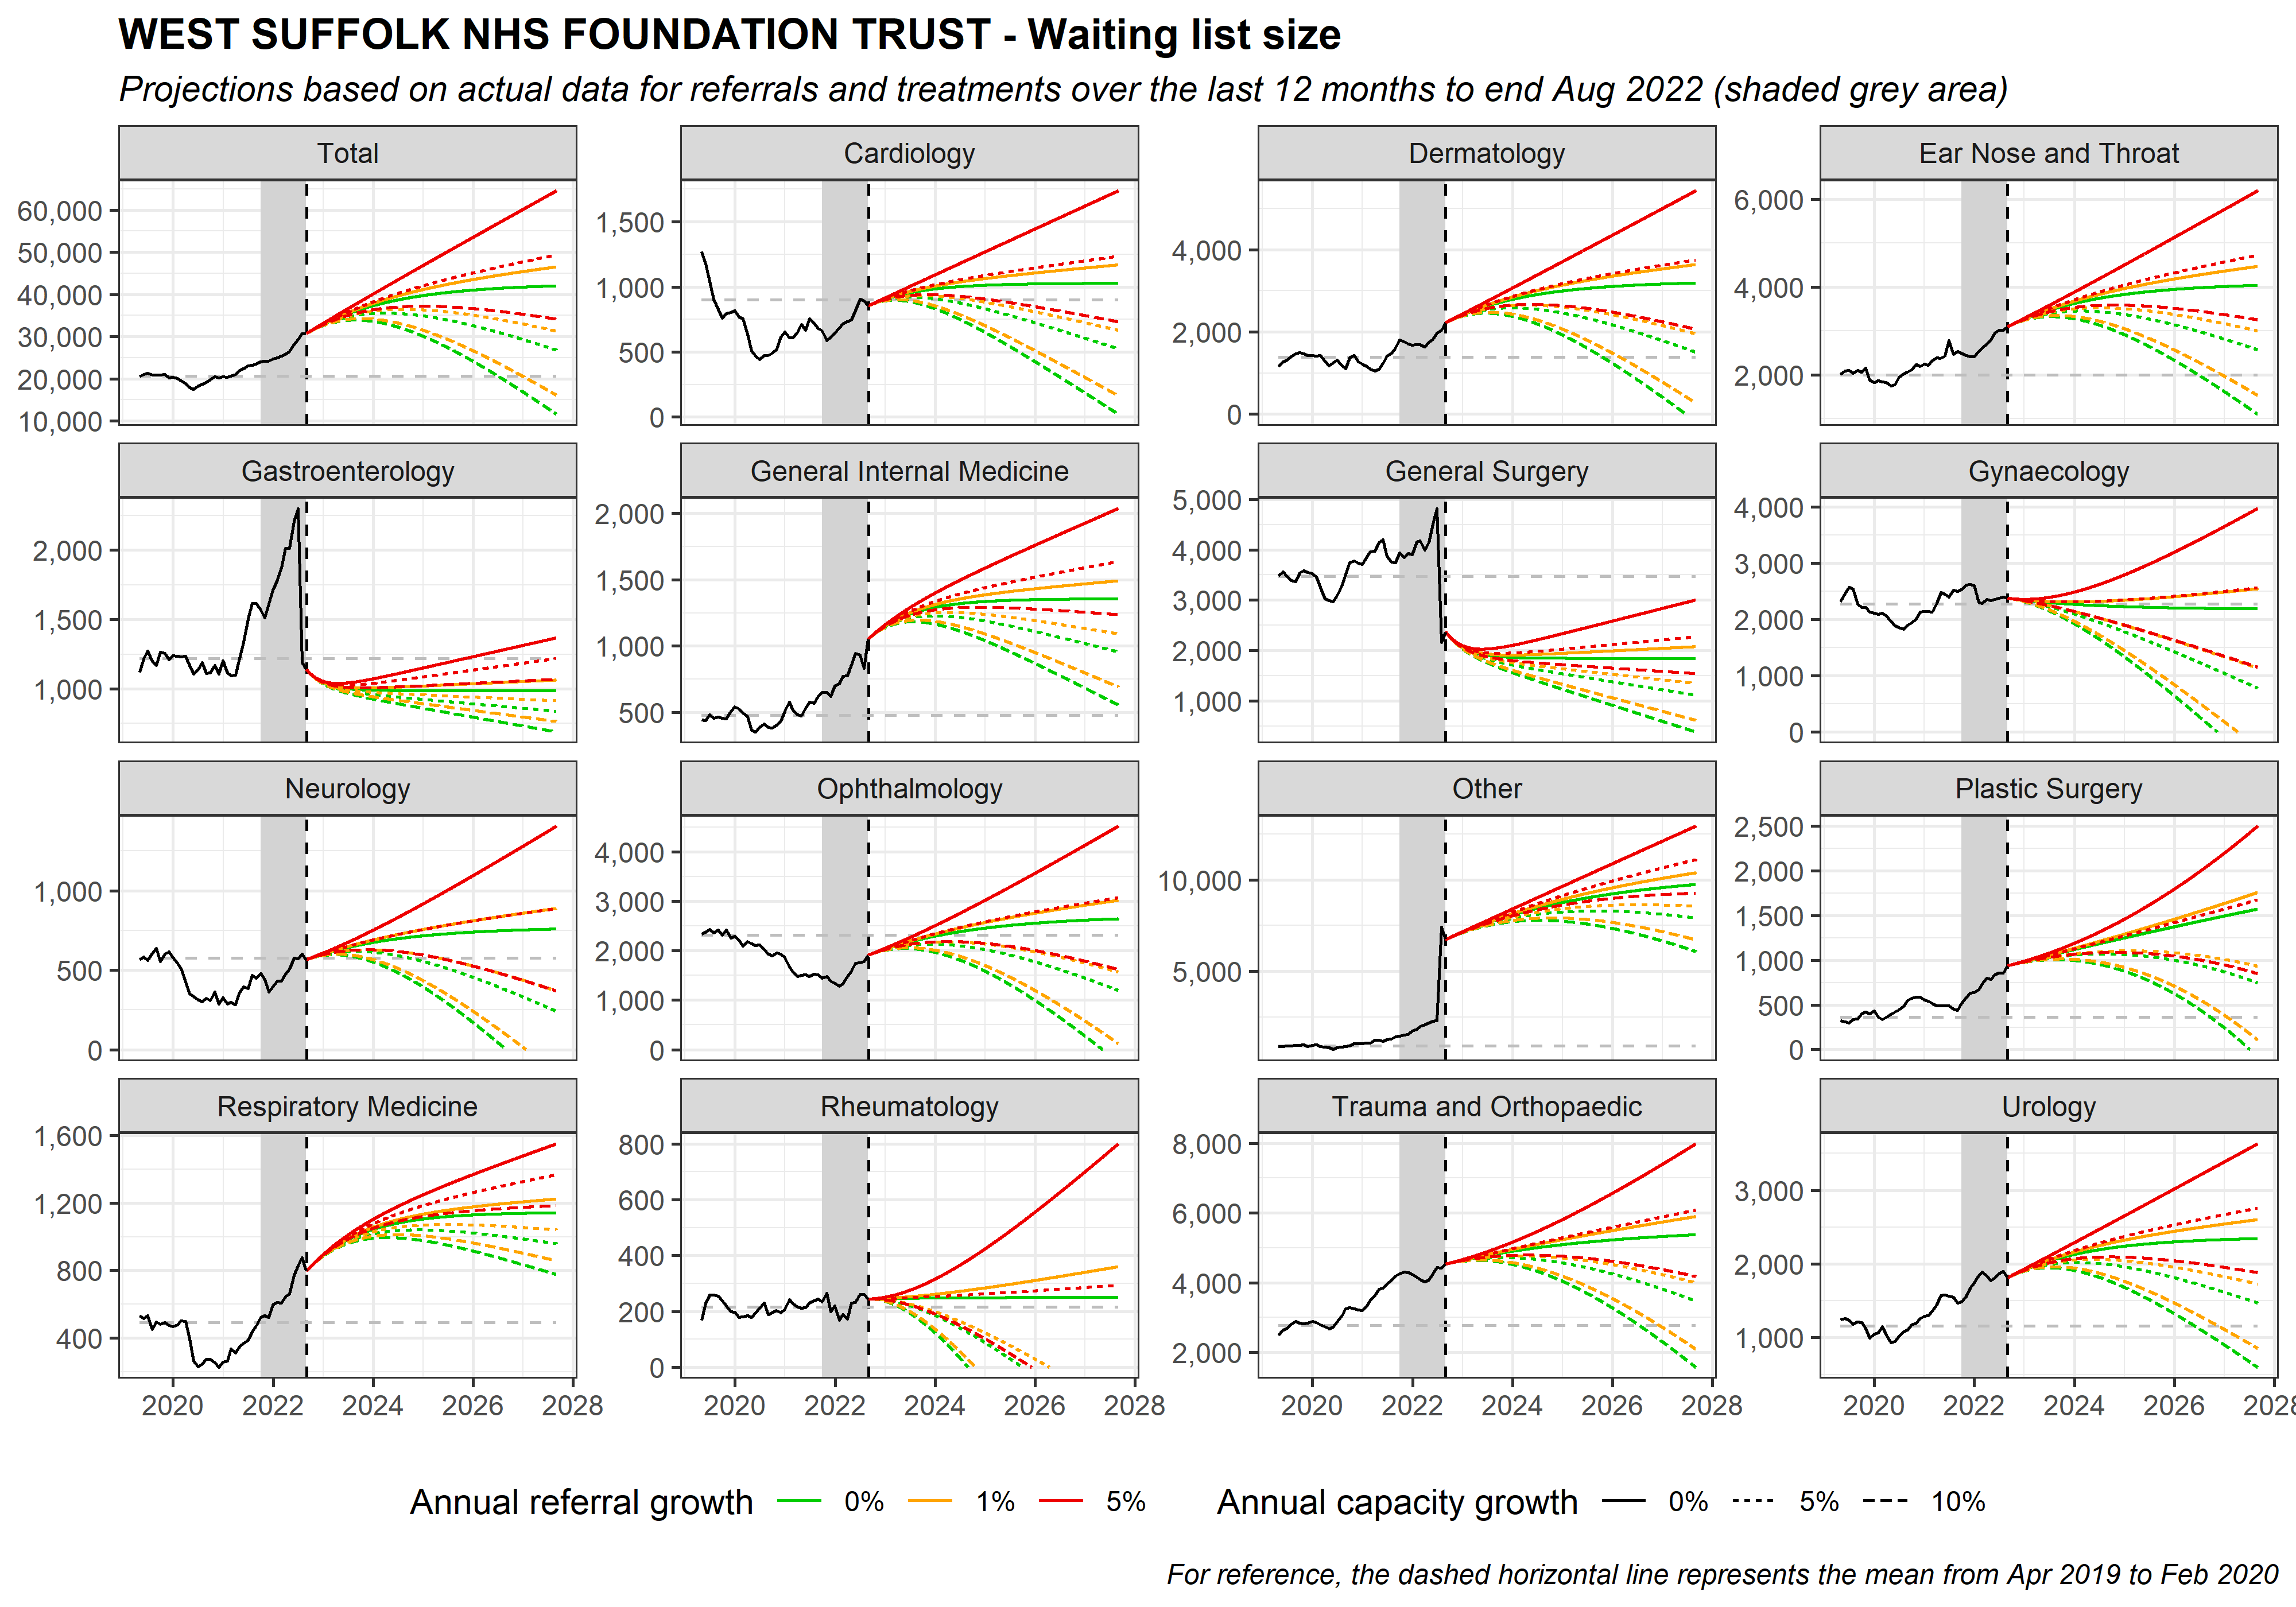 WEST SUFFOLK NHS FOUNDATION TRUST - Waiting list size
Projections based on actual data for referrals and treatments over the last 12 months to end Aug 2022 (shaded grey area)
Total
Cardiology
Dermatology
Ear Nose and Throat
60,000
50,000
40,000
30,000
20,000
10,000
1,500
1,000
500
0
4,000
2,000
0
6,000
4,000
2,000
Gastroenterology
General Internal Medicine
General Surgery
Gynaecology
2,000
1,500
1,000
2,000
1,500
1,000
500
5,000
4,000
3,000
2,000
1,000
4,000
3,000
2,000
1,000
0
Neurology
Ophthalmology
Other
Plastic Surgery
1,000
500
0
4,000
3,000
2,000
1,000
0
10,000
5,000
2,500
2,000
1,500
1,000
500
0
Respiratory Medicine
Rheumatology
Trauma and Orthopaedic
Urology
1,600
1,200
800
400
800
600
400
200
0
8,000
6,000
4,000
2,000
3,000
2,000
1,000
2020 2022 2024 2026 2028
2020 2022 2024 2026 2028
2020 2022 2024 2026 2028
2020 2022 2024 2026 2028
Annual referral growth 0% 1% 5%
Annual capacity growth 0% 5% 10%
For reference, the dashed horizontal line represents the mean from Apr 2019 to Feb 2020